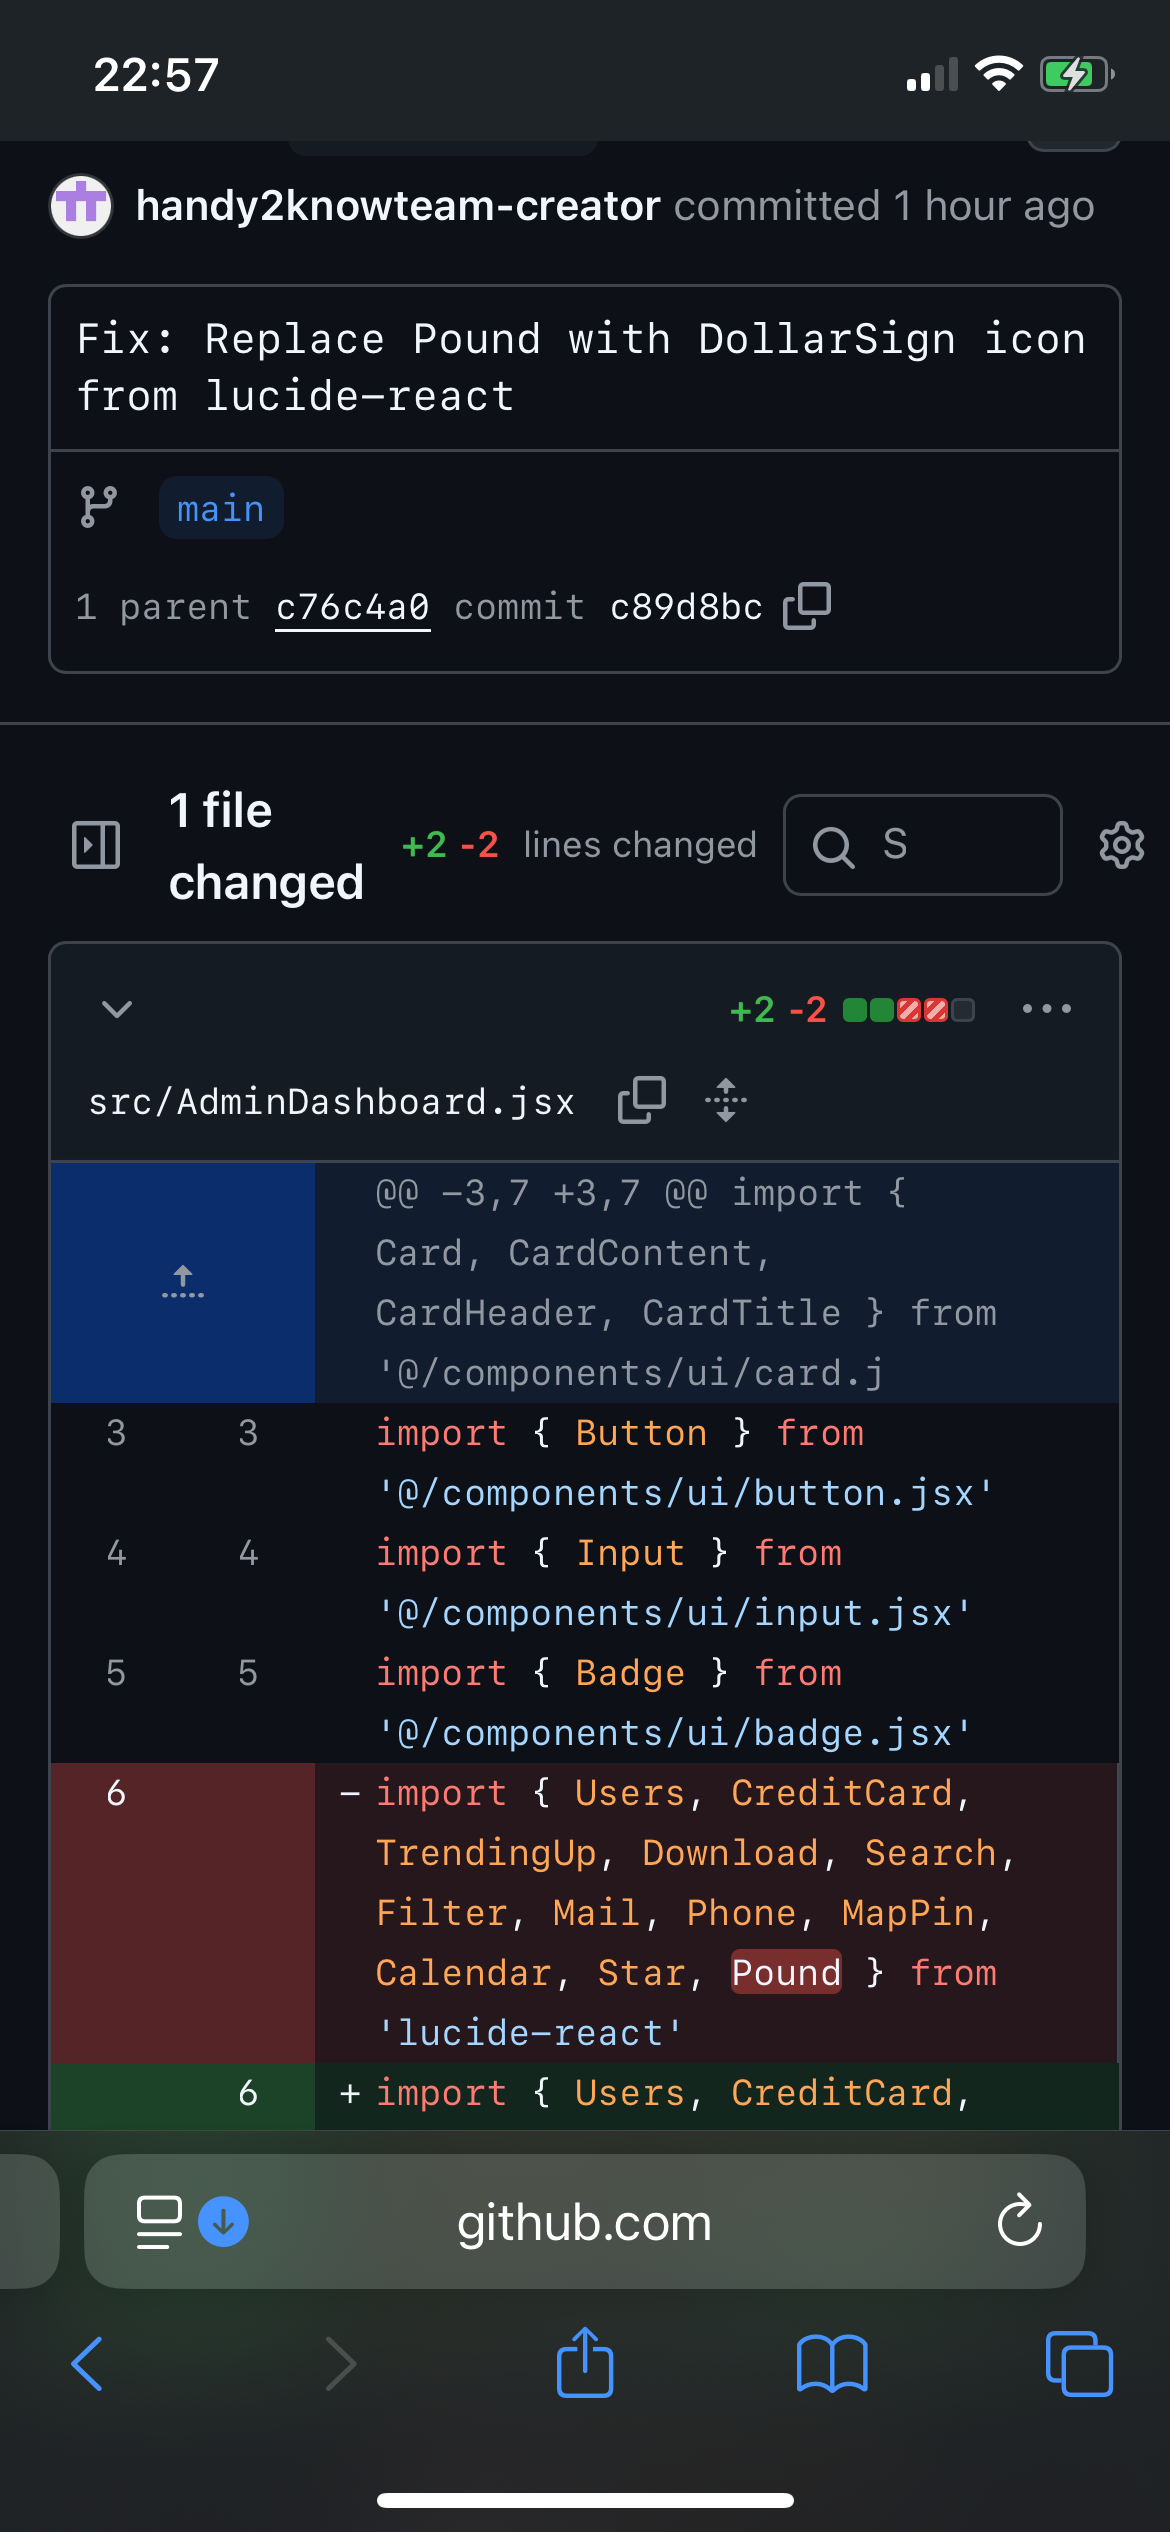 22:57
handy2knowteam-creator committed 1 hour ago
Fix: Replace Pound with DollarSign icon
from lucide-react
main
1 parent c76c4a0 commit c89d8bc
1 file
changed
+2 -2 lines changed
S
+2 -2
src/AdminDashboard.jsx
@@ -3,7 +3,7 @@ import {
Card, CardContent,
CardHeader, CardTitle } from
'@/components/ui/card.j
3 3 import { Button } from
'@/components/ui/button.jsx'
4 4 import { Input } from
'@/components/ui/input.jsx'
5 5 import { Badge } from
'@/components/ui/badge.jsx'
6 - import { Users, CreditCard,
TrendingUp, Download, Search,
Filter, Mail, Phone, MapPin,
Calendar, Star, Pound } from
'lucide-react'
6 + import { Users, CreditCard,
github.com